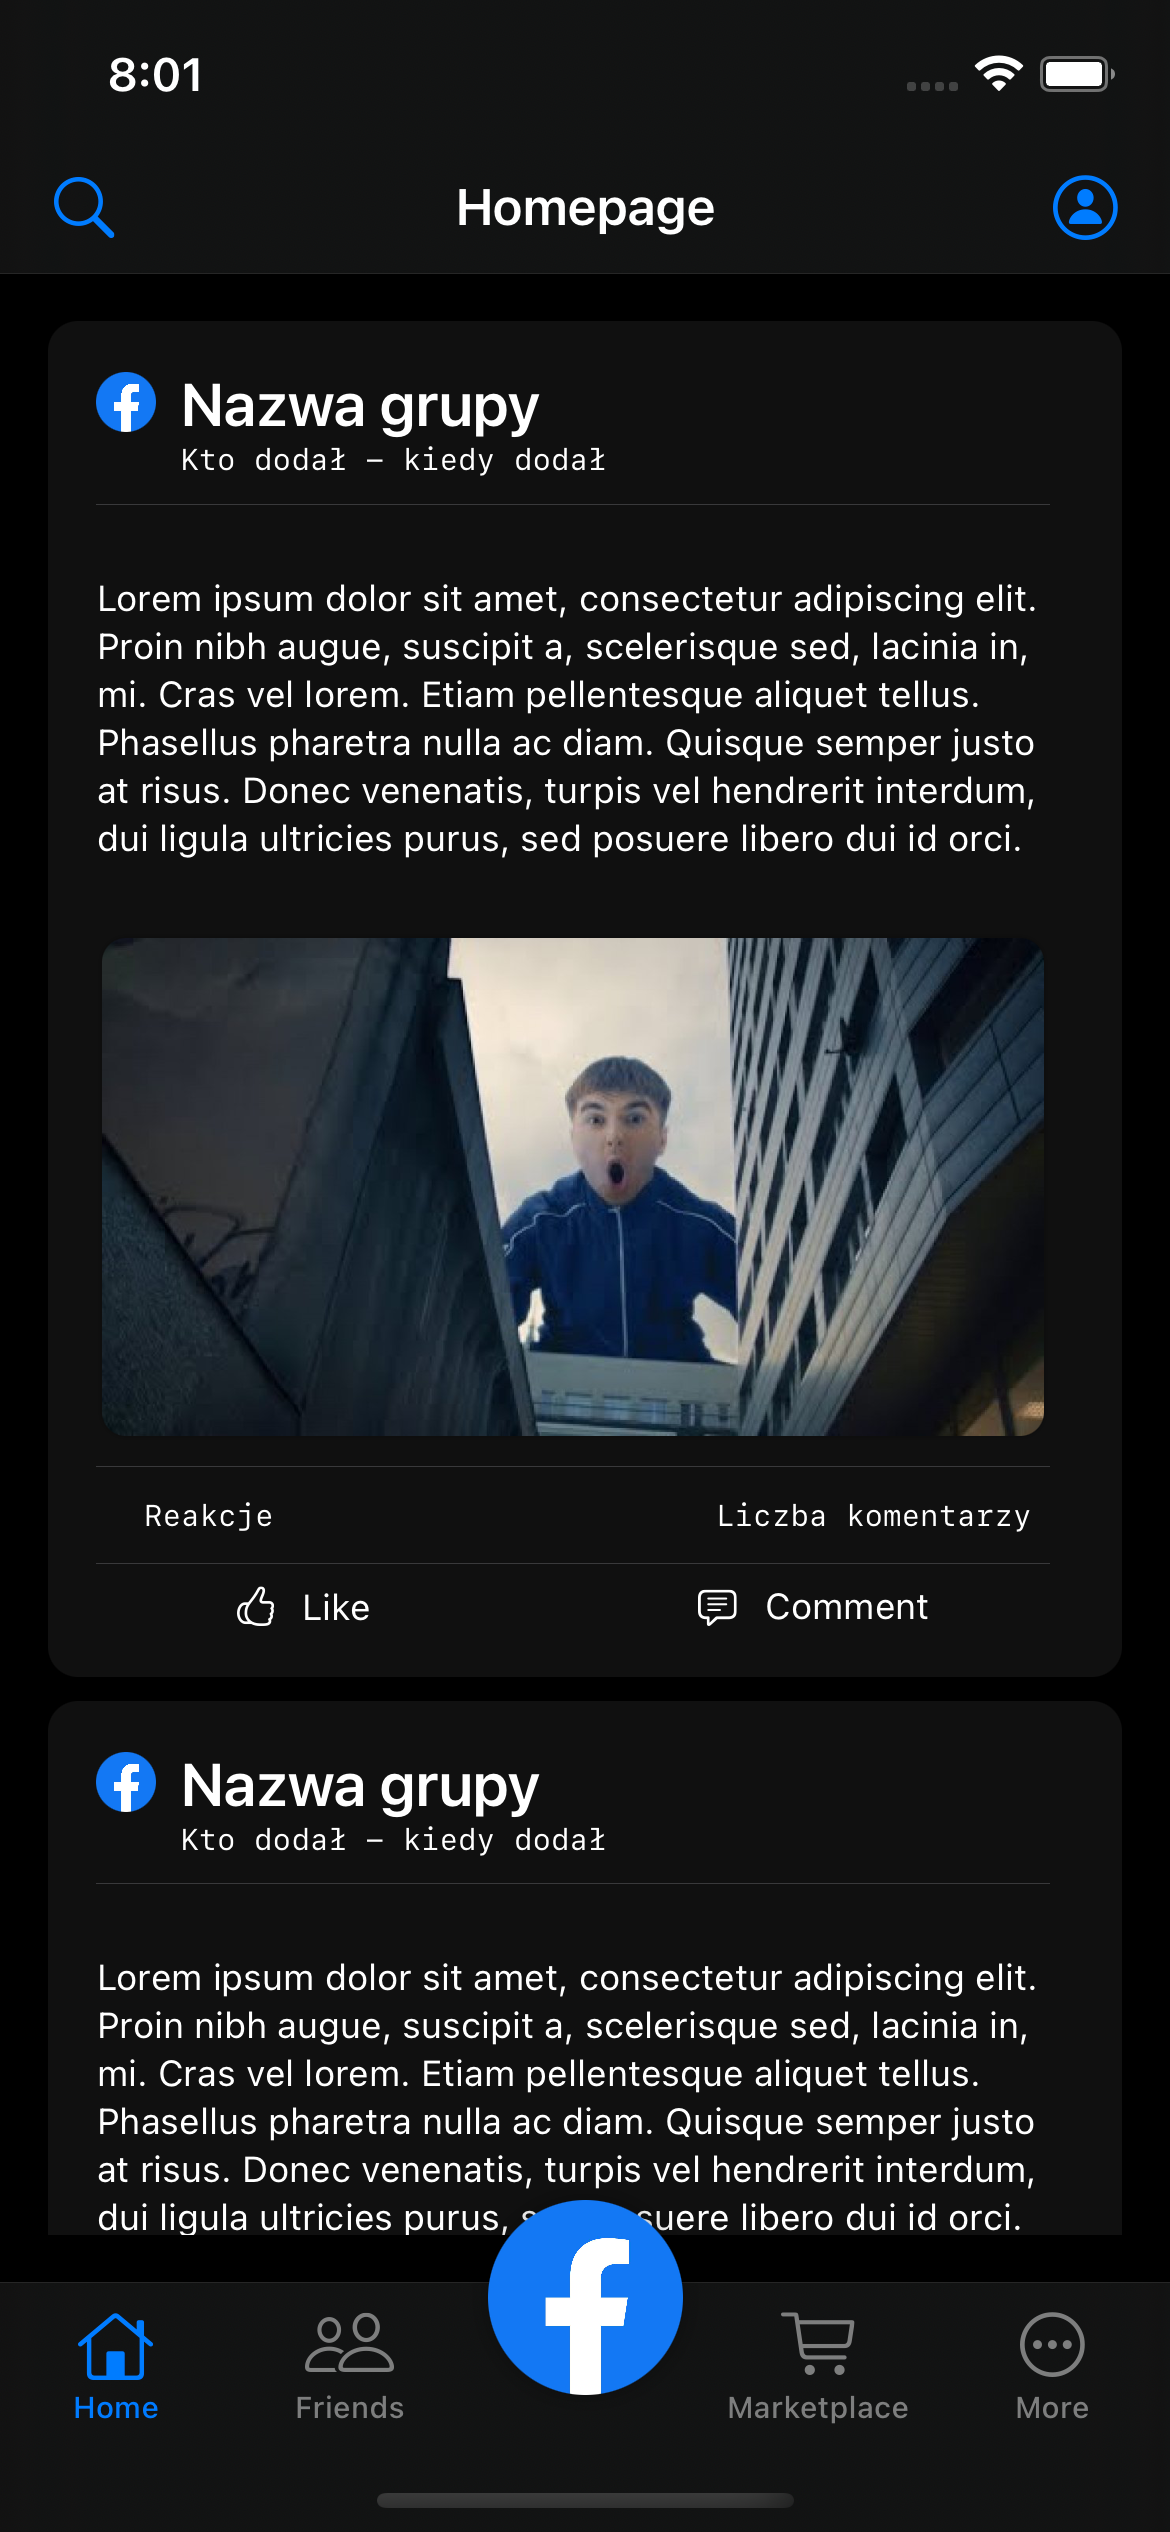 8:01
Homepage
Nazwa grupy
Kto dodał – kiedy dodał
Lorem ipsum dolor sit amet, consectetur adipiscing elit.
Proin nibh augue, suscipit a, scelerisque sed, lacinia in,
mi. Cras vel lorem. Etiam pellentesque aliquet tellus.
Phasellus pharetra nulla ac diam. Quisque semper justo
at risus. Donec venenatis, turpis vel hendrerit interdum,
dui ligula ultricies purus, sed posuere libero dui id orci.
Reakcje Liczba komentarzy
Like Comment
Nazwa grupy
Kto dodał – kiedy dodał
Lorem ipsum dolor sit amet, consectetur adipiscing elit.
Proin nibh augue, suscipit a, scelerisque sed, lacinia in,
mi. Cras vel lorem. Etiam pellentesque aliquet tellus.
Phasellus pharetra nulla ac diam. Quisque semper justo
at risus. Donec venenatis, turpis vel hendrerit interdum,
dui ligula ultricies purus, libero dui id orci.
Home Friends Marketplace More